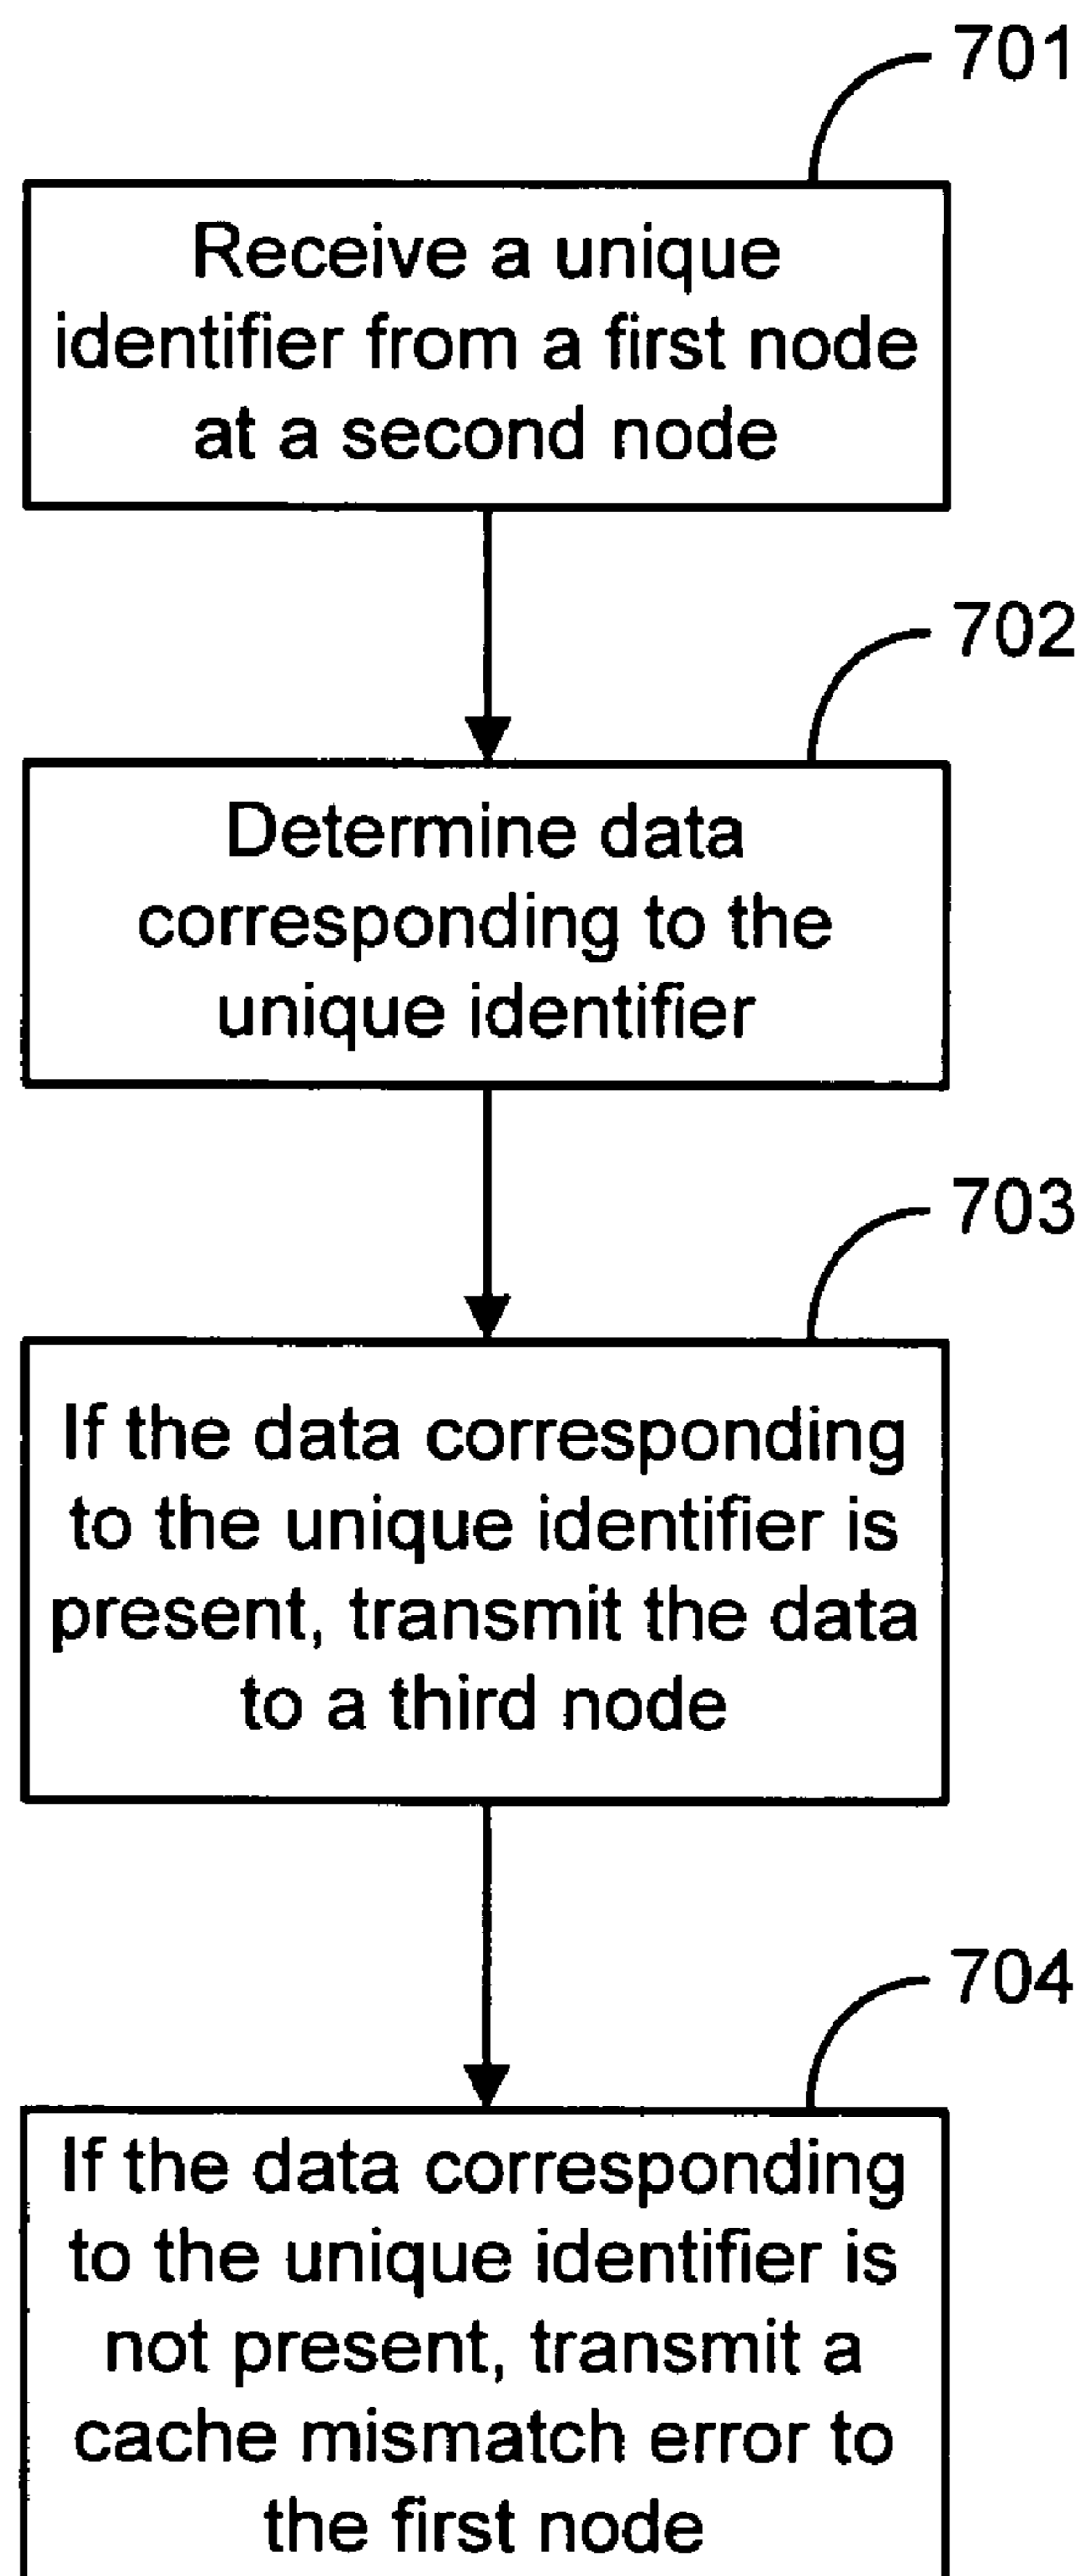 701
Receive a unique
identifier from a first node
at a second node
702
Determine data
corresponding to the
unique identifier
703
If the data corresponding
to the unique identifier is
present, transmit the data
to a third node
704
If the data corresponding
to the unique identifier is
not present, transmit a
cache mismatch error to
the first node